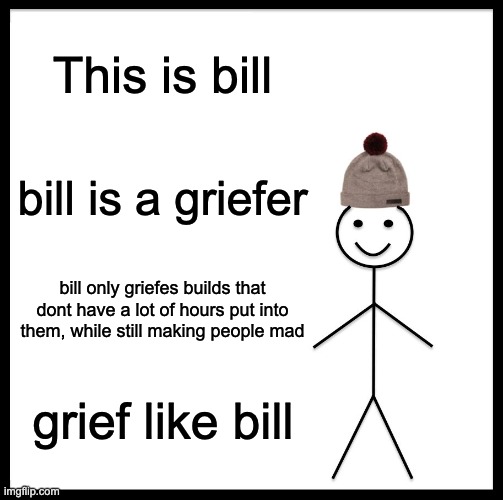 This is bill
bill is a griefer
bill only griefes builds that
dont have a lot of hours put into
them, while still making people mad
grief like bill
imgflip.com